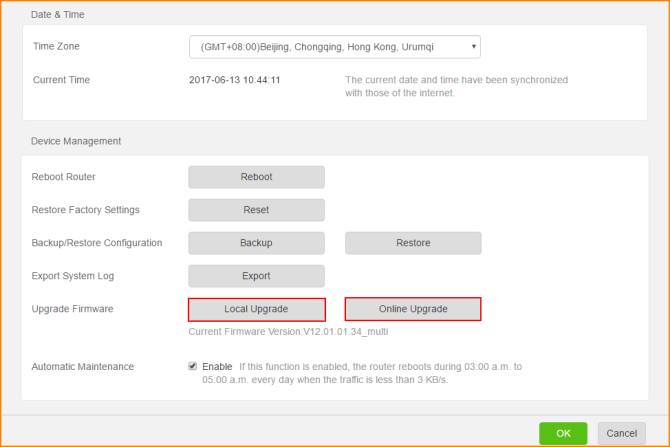 Date & Time
Time Zone
(GMT+08:00)Beijing, Chongqing, Hong Kong, Urumqi
Current Time
2017-06-13 10:44:11
The current date and time have been synchronized
with those of the internet.
Device Management
Reboot Router
Reboot
Restore Factory Settings
Reset
Backup/Restore Configuration
Backup
Restore
Export System Log
Export
Upgrade Firmware
Local Upgrade
Online Upgrade
Current Firmware Version:V12.01.01.34_multi
Automatic Maintenance
Enable If this function is enabled, the router reboots during 03:00 a.m. to
05:00 a.m. every day when the traffic is less than 3 KB/s.
OK
Cancel